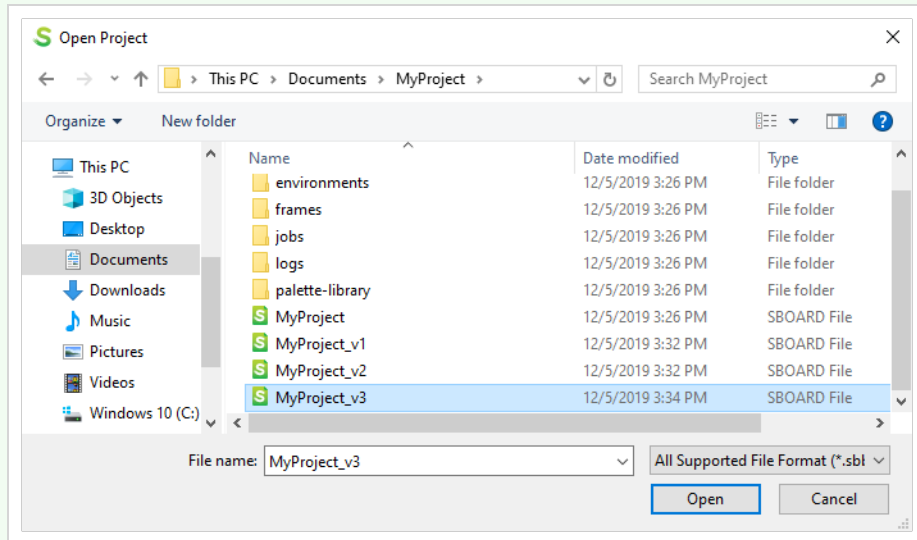 Open Project
This PC > Documents > MyProject >
Search MyProject
Organize
New folder
Name Date modified Type
This PC
3D Objects
Desktop
Documents
Downloads
Music
Pictures
Videos
Windows 10 (C:)
environments 12/5/2019 3:26 PM File folder
frames 12/5/2019 3:26 PM File folder
jobs 12/5/2019 3:26 PM File folder
logs 12/5/2019 3:26 PM File folder
palette-library 12/5/2019 3:26 PM File folder
MyProject 12/5/2019 3:26 PM SBOARD File
MyProject_v1 12/5/2019 3:32 PM SBOARD File
MyProject_v2 12/5/2019 3:32 PM SBOARD File
MyProject_v3 12/5/2019 3:34 PM SBOARD File
File name: MyProject_v3
All Supported File Format (*.sbl
Open
Cancel